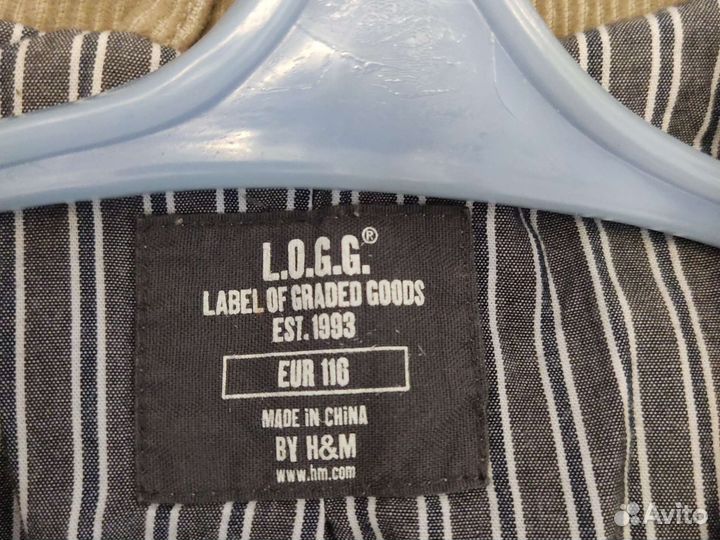 L.O.G.G.®
LABEL OF GRADED GOODS
EST. 1993
EUR 116
MADE IN CHINA
BY H&M
www.hm.com
Avito